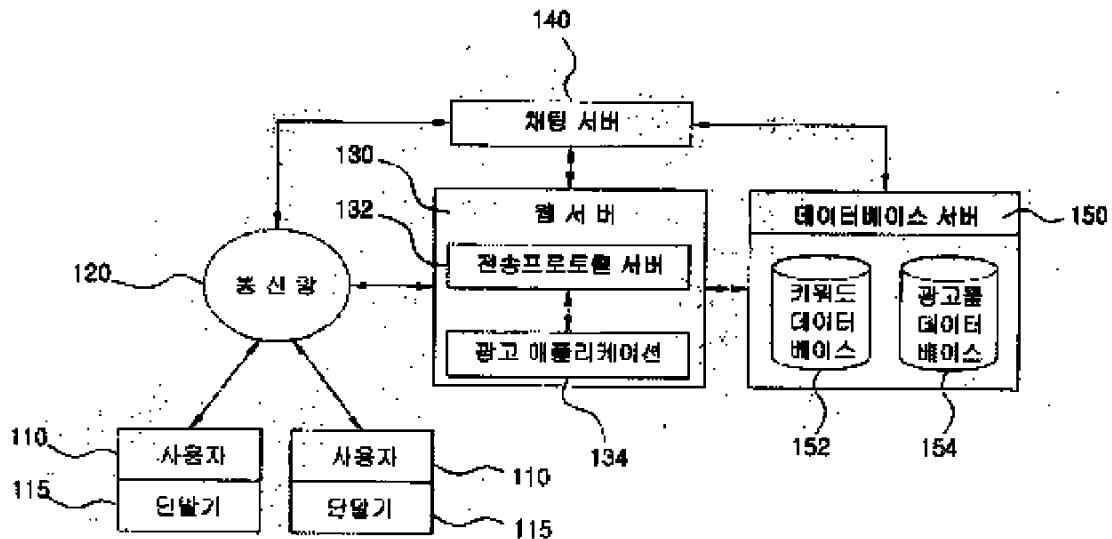 140
채팅 서버
130
132
웹 서버
데이터베이스 서버
150
120
통 신 망
전송프로토콜 서버
키워드
데이터
베이스
광고물
데이터
베이스
광고 애플리케이션
152
154
134
110
사용자
사용자
110
115
단말기
단말기
115